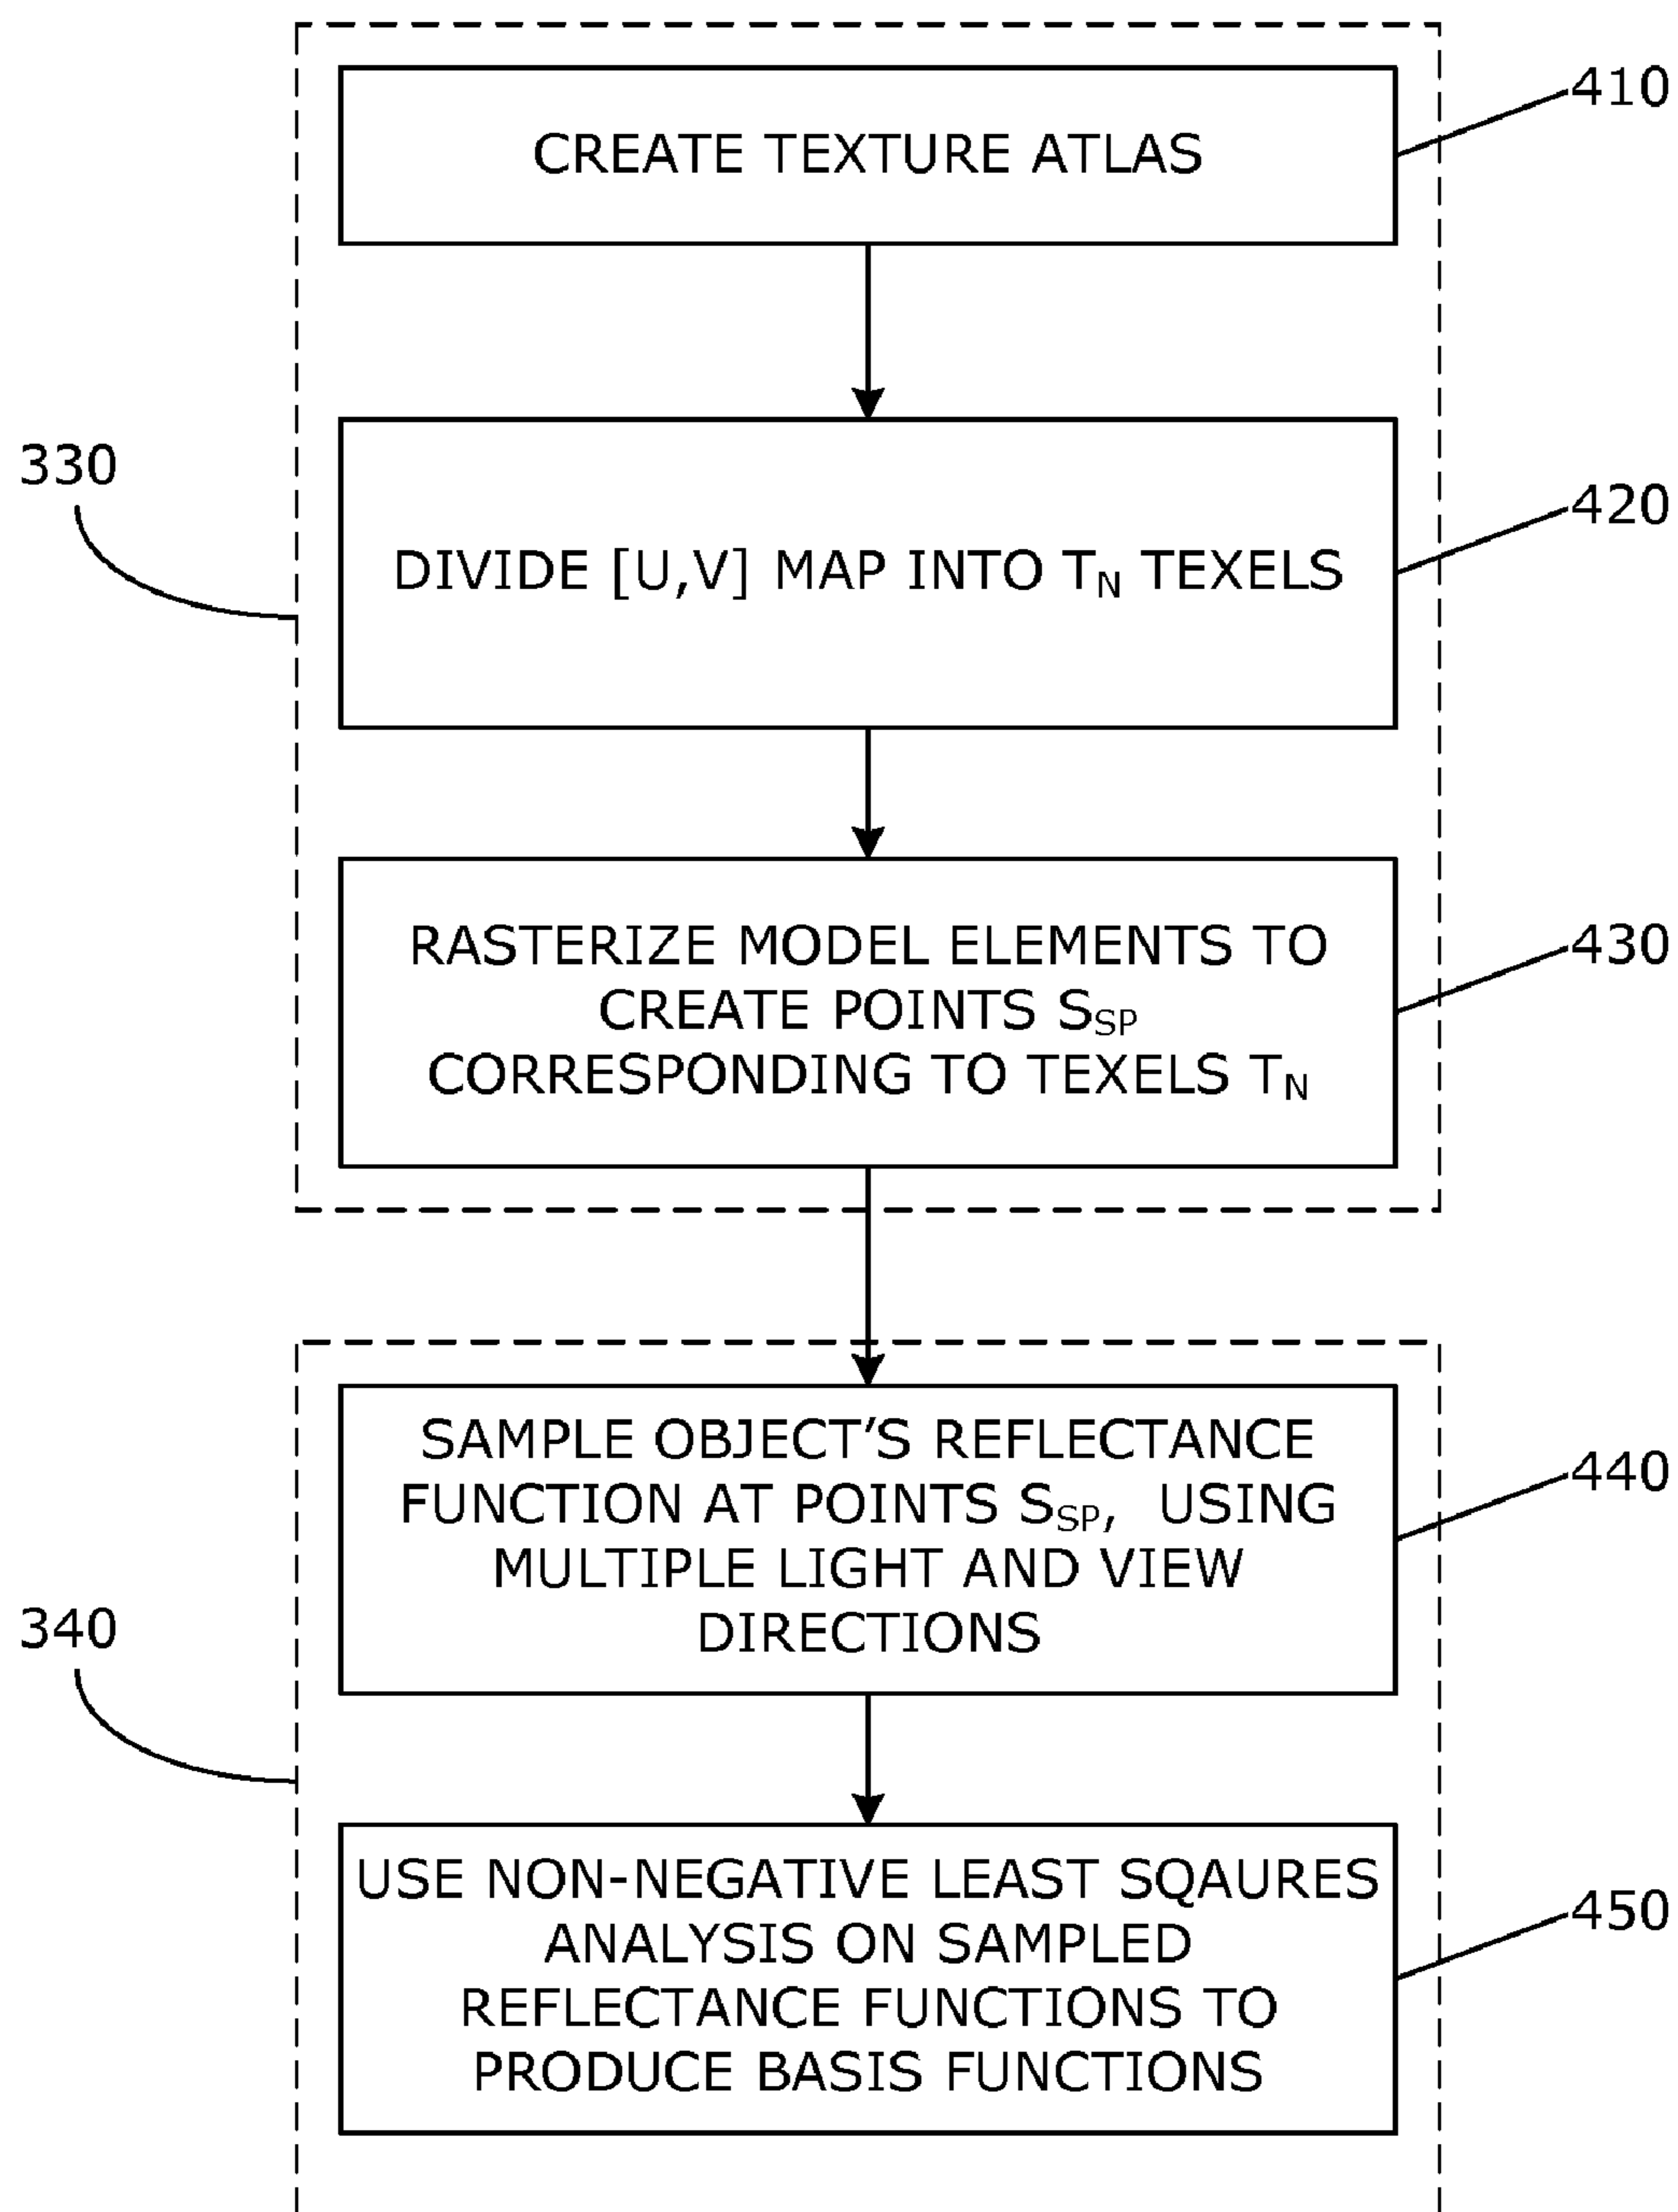 410
CREATE TEXTURE ATLAS
330
420
DIVIDE [U,V] MAP INTO TN TEXELS
430
RASTERIZE MODEL ELEMENTS TO
CREATE POINTS SSP
CORRESPONDING TO TEXELS TN
440
SAMPLE OBJECT’S REFLECTANCE
FUNCTION AT POINTS SSP, USING
MULTIPLE LIGHT AND VIEW
DIRECTIONS
340
450
USE NON-NEGATIVE LEAST SQAURES
ANALYSIS ON SAMPLED
REFLECTANCE FUNCTIONS TO
PRODUCE BASIS FUNCTIONS